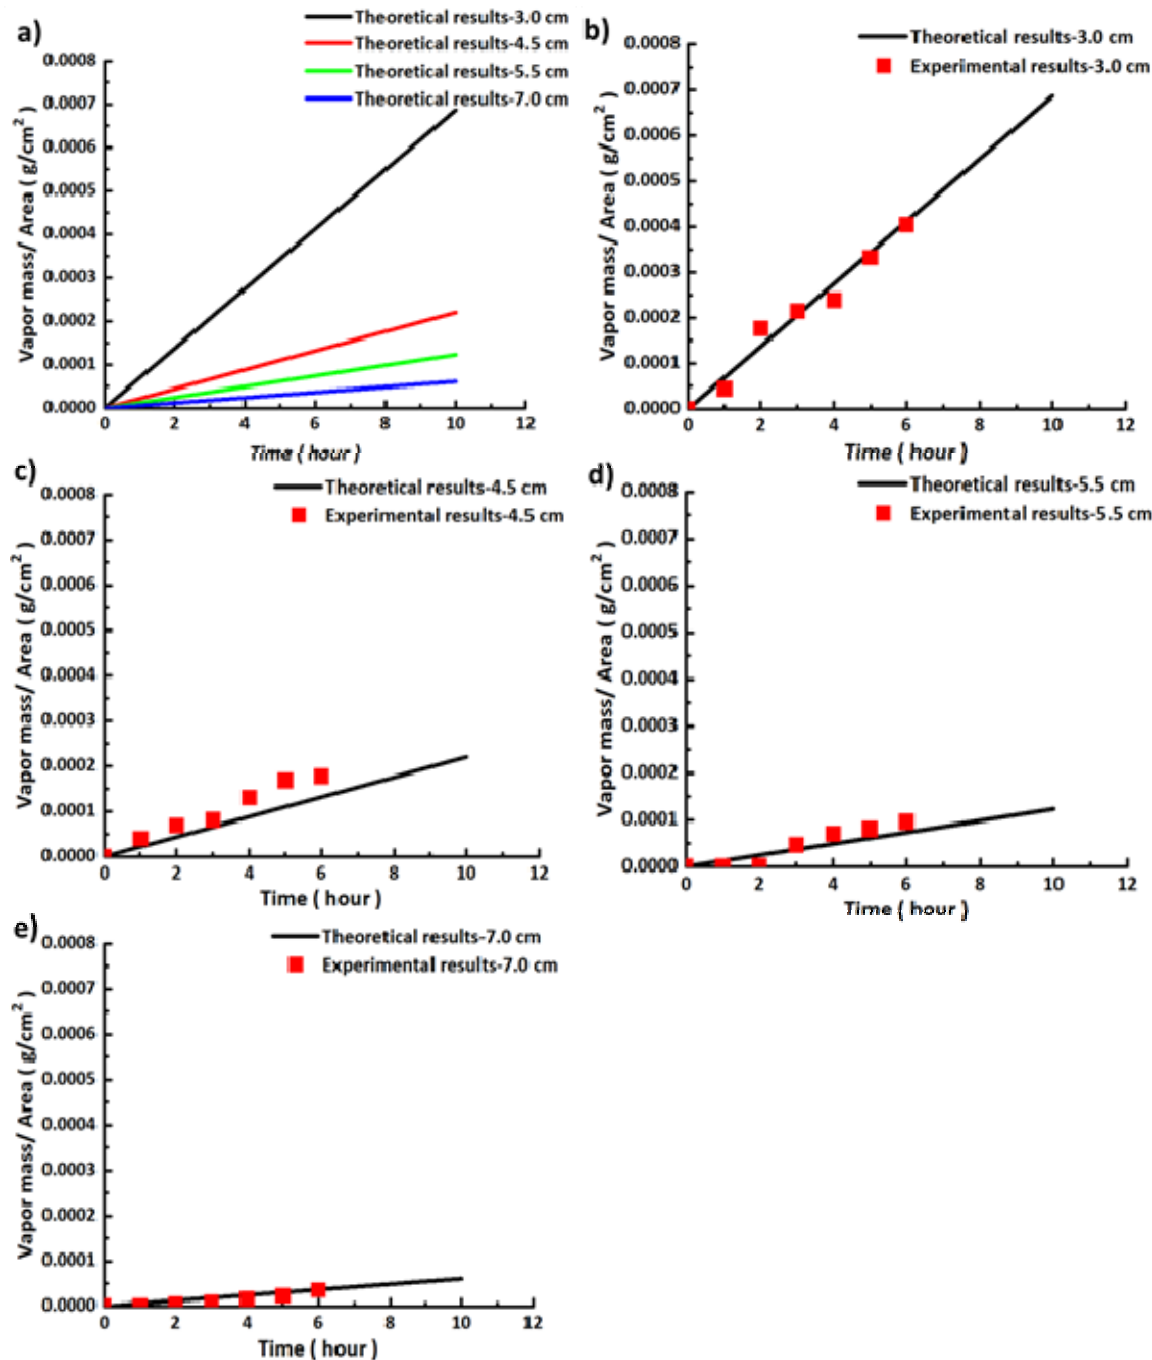 a)
Theoretical results-3.0 cm
Theoretical results-4.5 cm
Theoretical results-5.5 cm
Theoretical results-7.0 cm
Vapor mass/ Area ( g/cm²)
0.0008
0.0007
0.0006
0.0005
0.0004
0.0003
0.0002
0.0001
0.0000
0 2 4 6 8 10 12
Time ( hour )
b)
Theoretical results-3.0 cm
Experimental results-3.0 cm
Vapor mass/ Area ( g/cm²)
0.0008
0.0007
0.0006
0.0005
0.0004
0.0003
0.0002
0.0001
0.0000
0 2 4 6 8 10 12
Time ( hour )
c)
Theoretical results-4.5 cm
Experimental results-4.5 cm
Vapor mass/ Area ( g/cm²)
0.0008
0.0007
0.0006
0.0005
0.0004
0.0003
0.0002
0.0001
0.0000
0 2 4 6 8 10 12
Time ( hour )
d)
Theoretical results-5.5 cm
Experimental results-5.5 cm
Vapor mass/ Area ( g/cm²)
0.0008
0.0007
0.0006
0.0005
0.0004
0.0003
0.0002
0.0001
0.0000
0 2 4 6 8 10 12
Time ( hour )
e)
Theoretical results-7.0 cm
Experimental results-7.0 cm
Vapor mass/ Area ( g/cm²)
0.0008
0.0007
0.0006
0.0005
0.0004
0.0003
0.0002
0.0001
0.0000
0 2 4 6 8 10 12
Time ( hour )